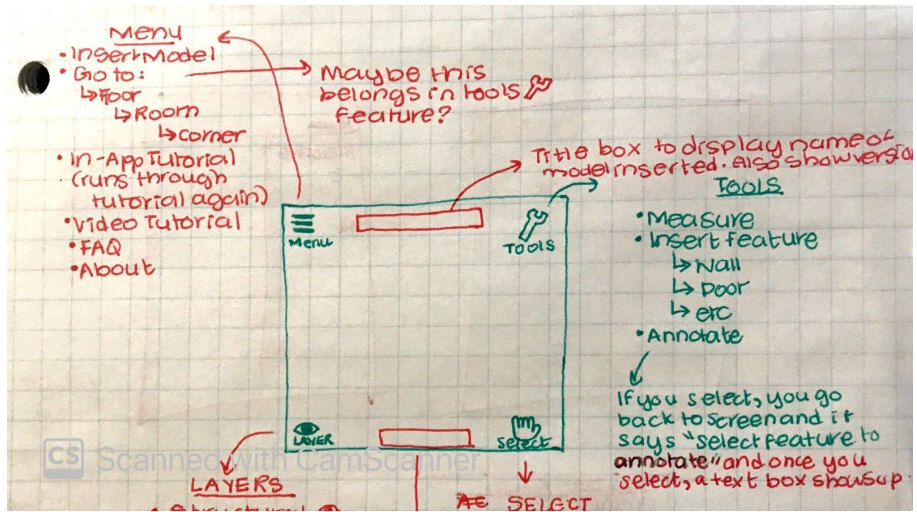 Menu
• Insert Model
• Go to:
↳ Floor
↳ Room
↳ corner
• In-App Tutorial
(runs through
tutorial again)
• Video Tutorial
• FAQ
• About
Maybe this
belongs in tools
feature?
Title box to display name of
model inserted. Also show version
TOOLS
• Measure
• Insert feature
↳ Wall
↳ Door
↳ etc
• Annotate
If you select, you go
back to screen and it
says "select feature to
annotate" and once you
select, a text box shows up.
Menu
TOOLS
LAYER
select
LAYERS
• Structural
SELECT
CS Scanned with CamScanner